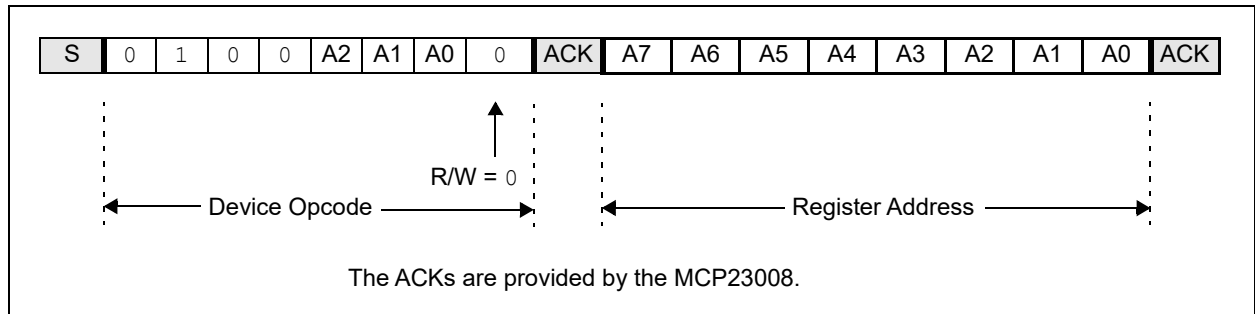 S 0 1 0 0 A2 A1 A0 0 ACK A7 A6 A5 A4 A3 A2 A1 A0 ACK
R/W = 0
Device Opcode Register Address
The ACKs are provided by the MCP23008.